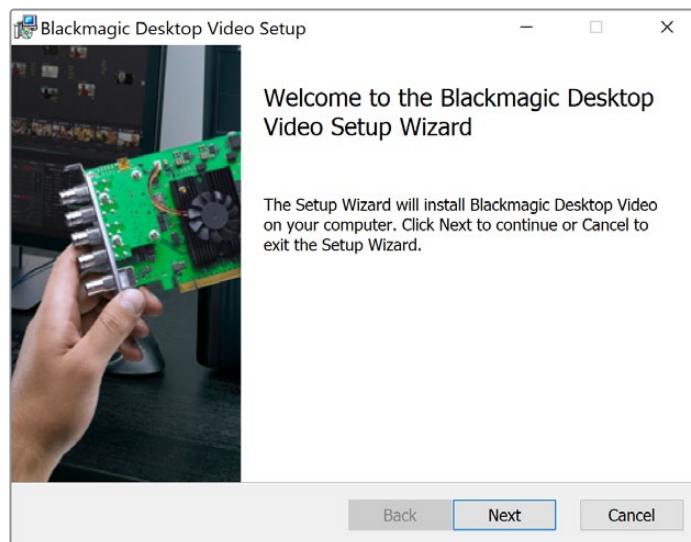 Blackmagic Desktop Video Setup
Welcome to the Blackmagic Desktop
Video Setup Wizard
The Setup Wizard will install Blackmagic Desktop Video
on your computer. Click Next to continue or Cancel to
exit the Setup Wizard.
Back
Next
Cancel